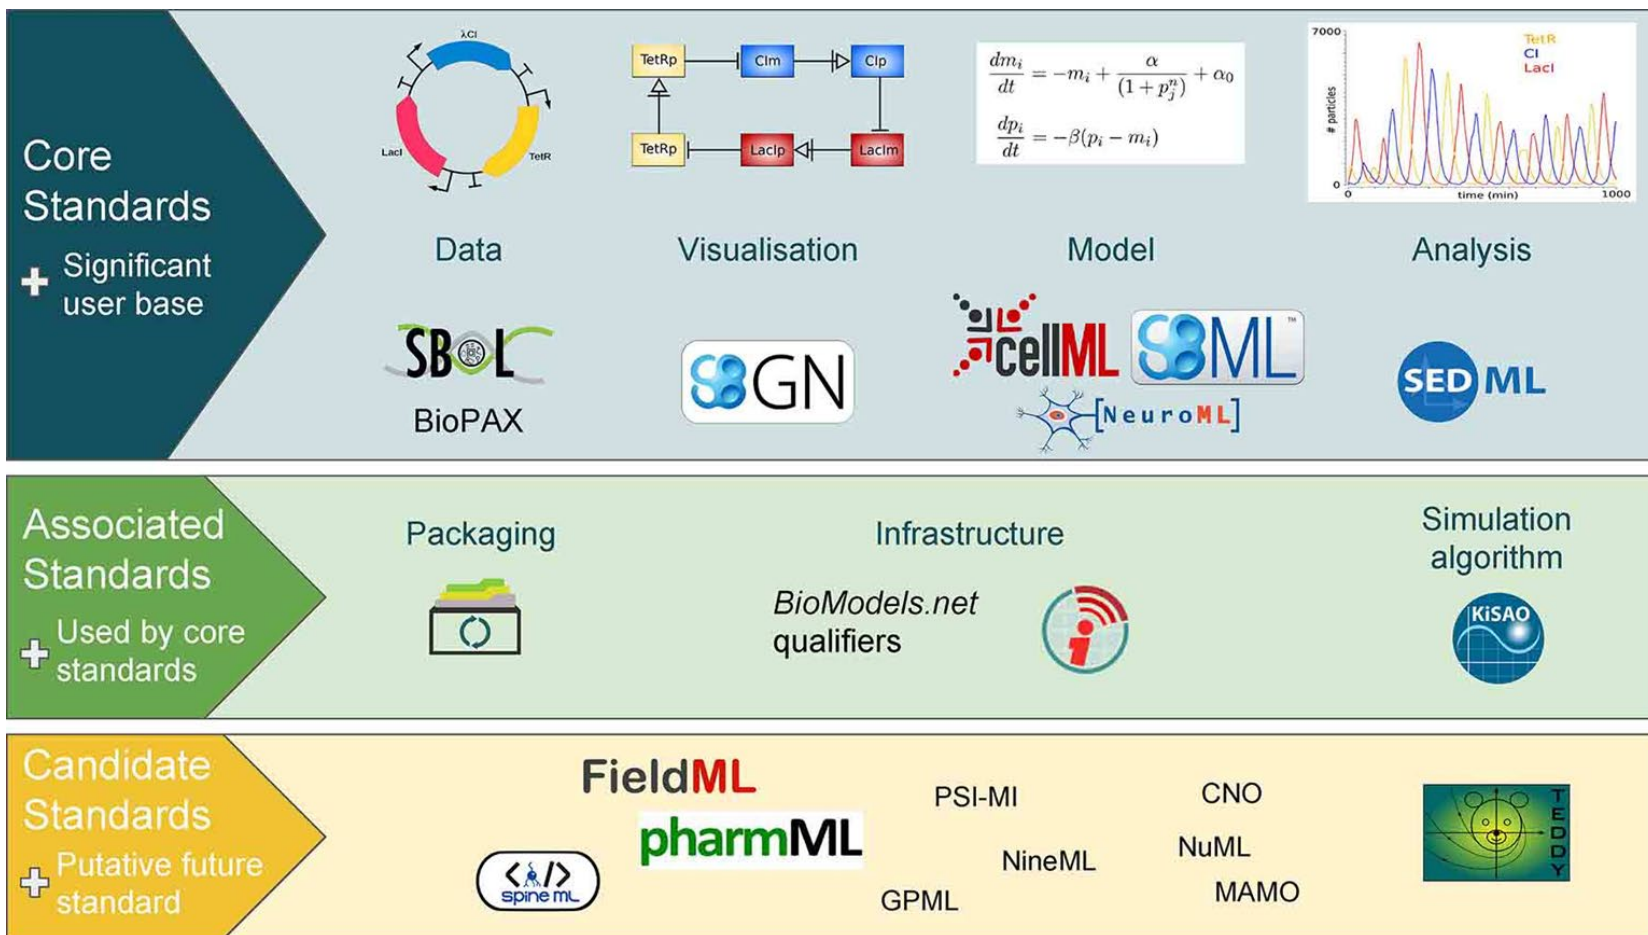 Core
Standards
+ Significant
user base
λCI
LacI
TetR
TetRp
CIm
CIp
TetRp
LacIp
LacIm
dm_i/dt = -m_i + α/(1 + p_j^n) + α_0
dp_i/dt = -β(p_i - m_i)
7000
TetR
CI
LacI
# particles
0
0
time (min)
1000
Data
Visualisation
Model
Analysis
SBOL
BioPAX
SBGN
cellML
SBML™
[NeuroML]
SED ML
Associated
Standards
+ Used by core
standards
Packaging
Infrastructure
BioModels.net
qualifiers
Simulation
algorithm
KiSAO
Candidate
Standards
+ Putative future
standard
FieldML
pharmML
</>
spine ML
PSI-MI
NineML
GPML
CNO
NuML
MAMO
TEDDY